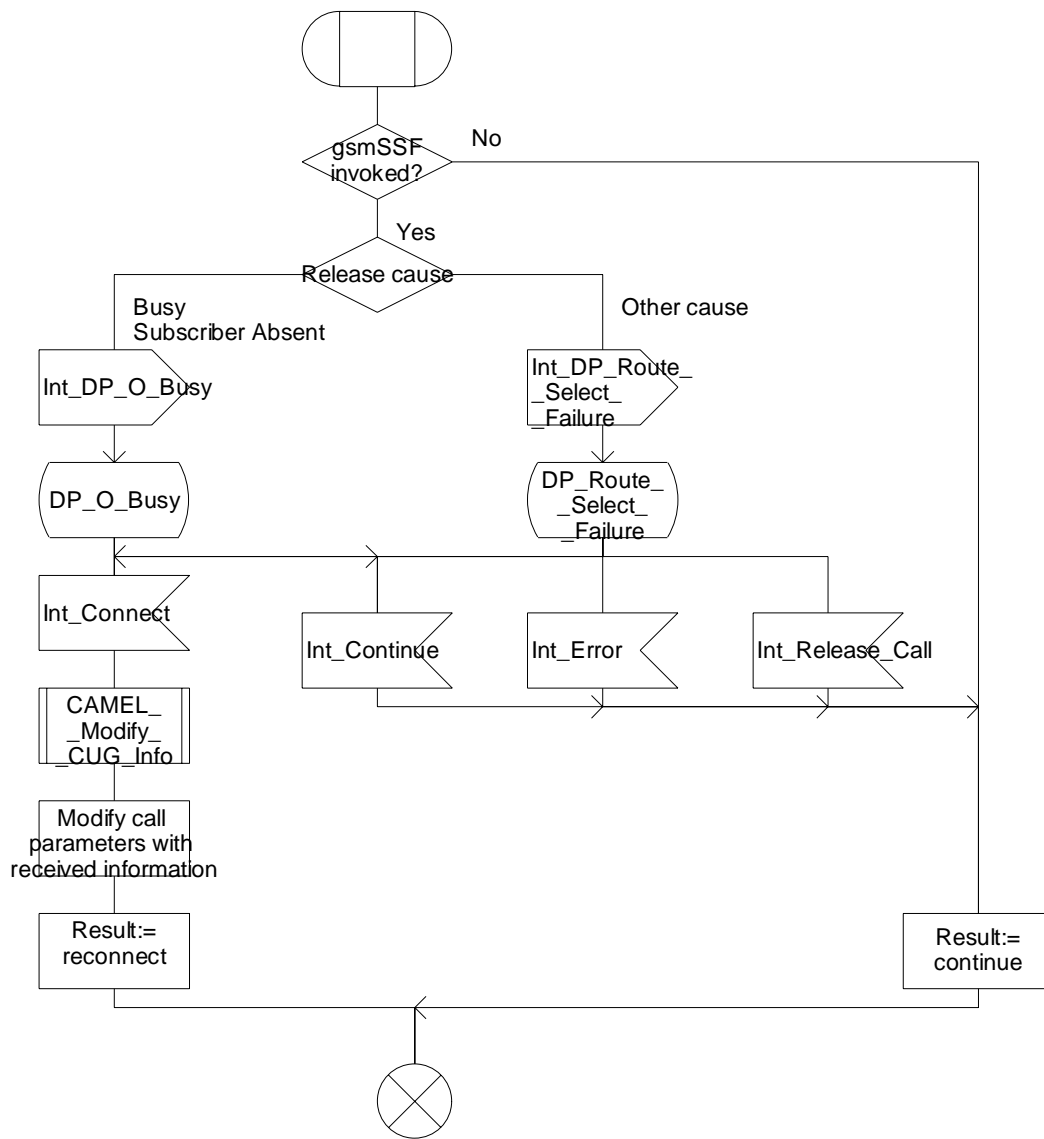 gsmSSF
invoked?
No
Yes
Release cause
Busy
Subscriber Absent
Other cause
Int_DP_O_Busy
Int_DP_Route_
_Select_
_Failure
DP_O_Busy
DP_Route_
_Select_
_Failure
Int_Connect
Int_Continue
Int_Error
Int_Release_Call
CAMEL_
_Modify_
_CUG_Info
Modify call
parameters with
received information
Result:=
reconnect
Result:=
continue